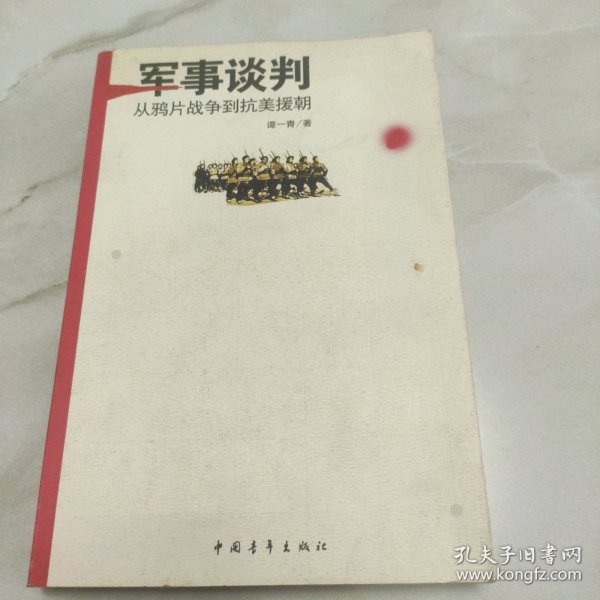 军事谈判
从鸦片战争到抗美援朝
谭一青/著
中国青年出版社
孔夫子旧书网
www.kongfz.com